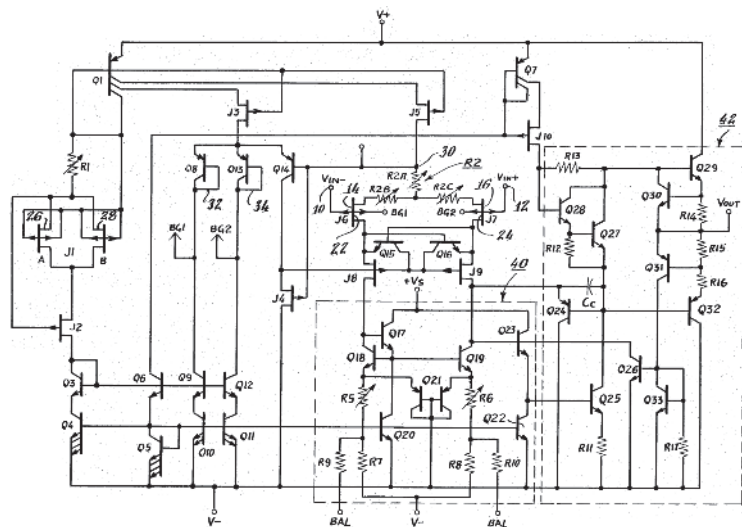 V+
Q1
Q7
42
J3
J5
J10
R13
Q29
R1
30
R2
Q8
Q13
Q14
VIN-
R2A
VIN+
Q30
R14
VOUT
32
34
14
R2B
R2C
16
Q28
26
28
10
J6
BG1
BG2
J7
12
Q27
R15
J1
A
B
BG1
BG2
22
24
R12
Q31
Q15
Q16
R16
J8
J9
+VS
40
CC
J2
J4
Q24
Q32
Q17
Q23
Q18
Q19
Q3
Q6
Q9
Q12
R5
Q21
R6
Q26
Q33
Q4
Q22
Q25
Q5
Q10
Q11
Q20
R11
R17
R9
R7
R8
R10
V-
BAL
V-
BAL